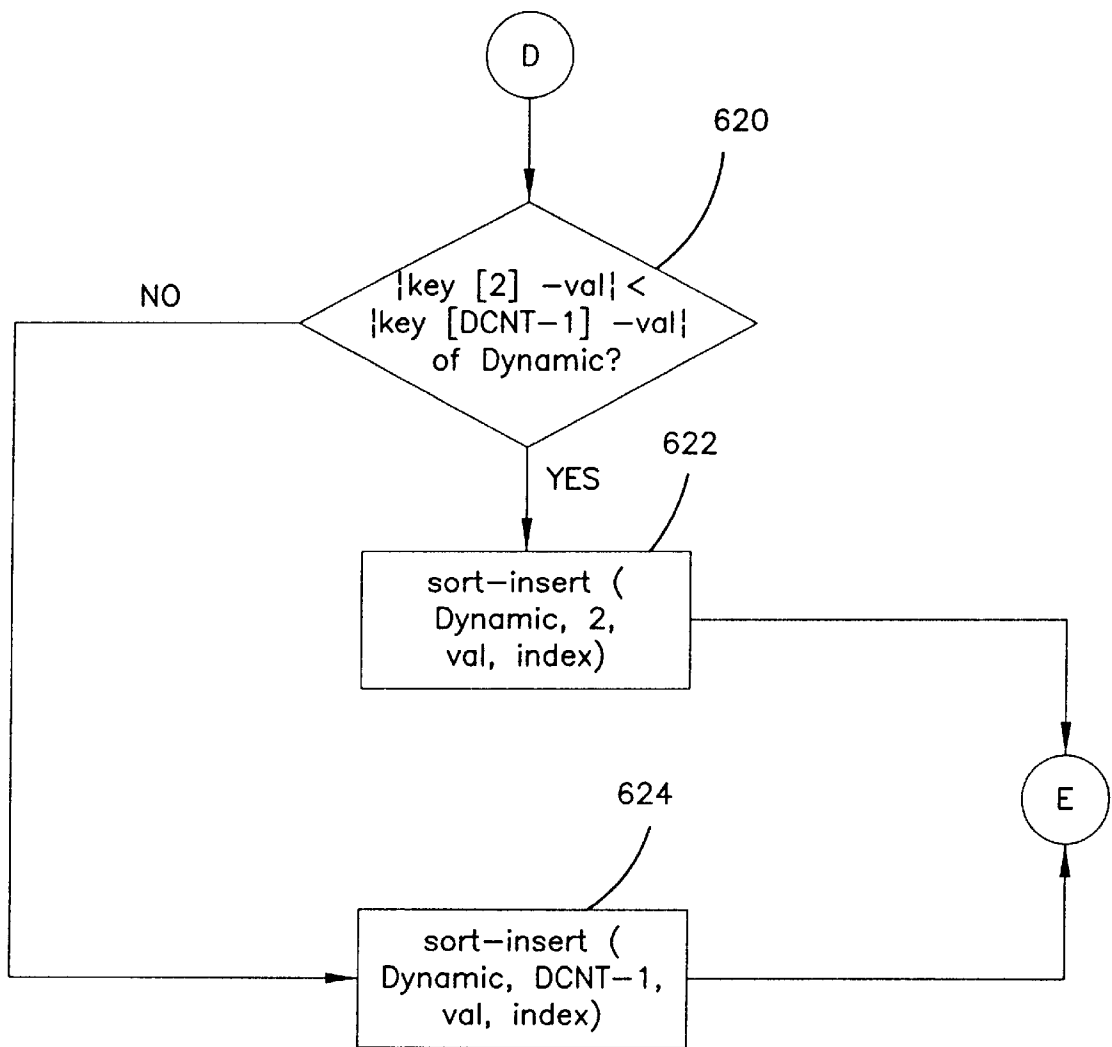 D
620
|key [2] –val| <
|key [DCNT–1] –val|
of Dynamic?
NO
YES
622
sort–insert (
Dynamic, 2,
val, index)
E
624
sort–insert (
Dynamic, DCNT–1,
val, index)